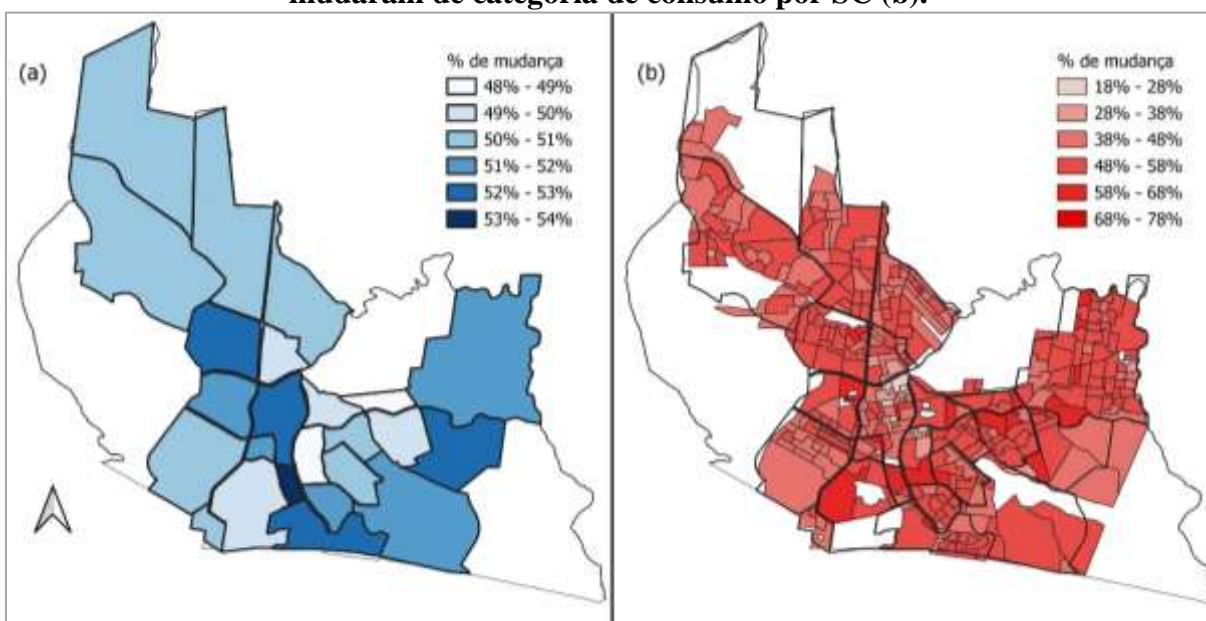 mudaram de categoria de consumo por SC (b).
(a)
% de mudança
48% - 49%
49% - 50%
50% - 51%
51% - 52%
52% - 53%
53% - 54%
(b)
% de mudança
18% - 28%
28% - 38%
38% - 48%
48% - 58%
58% - 68%
68% - 78%